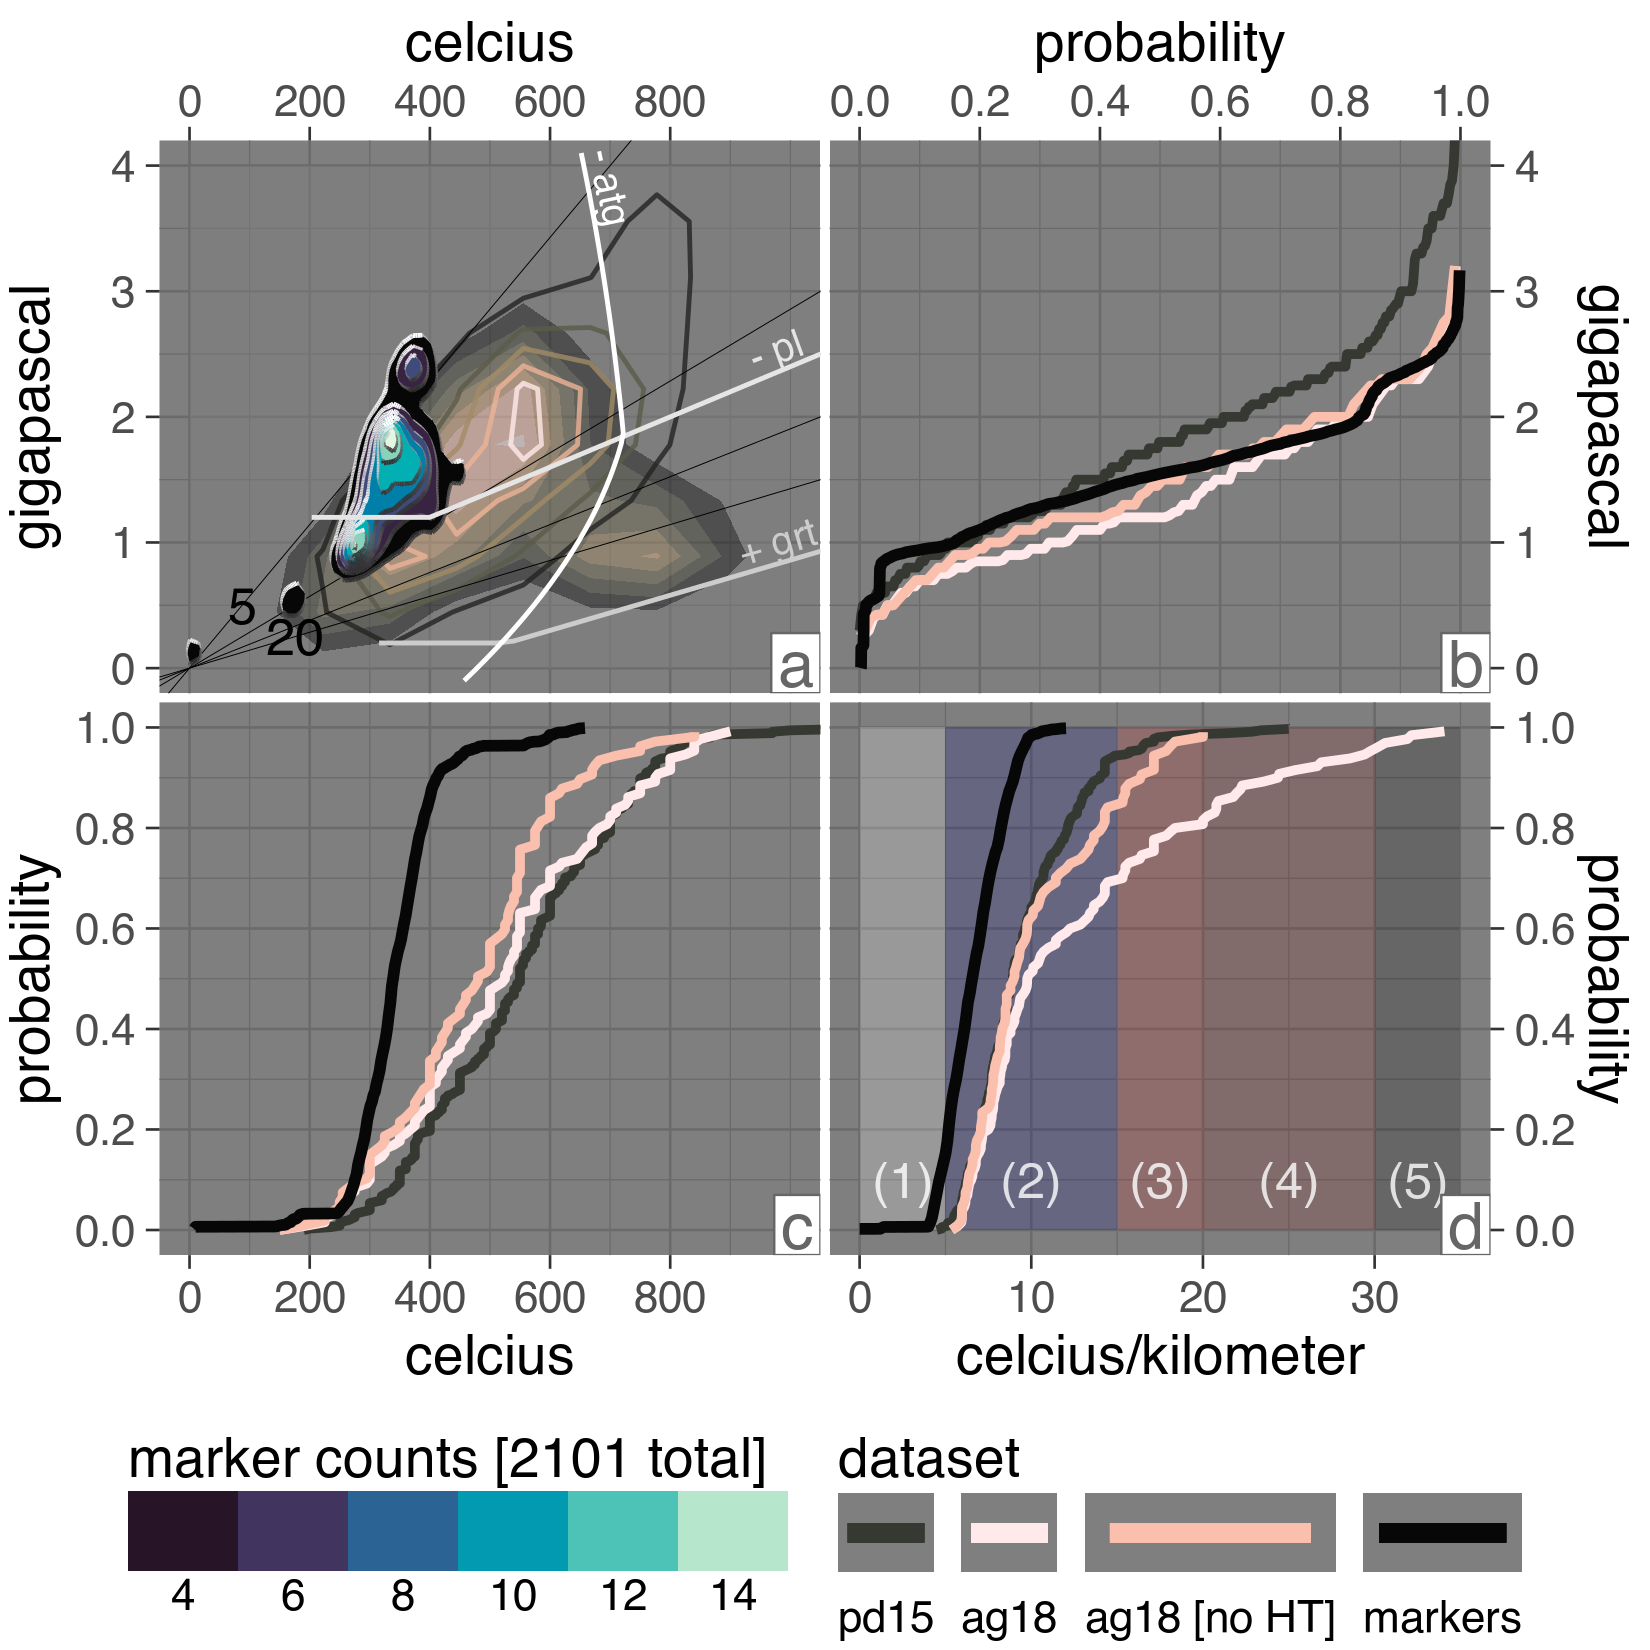 celcius
probability
0 200 400 600 800
0.0 0.2 0.4 0.6 0.8 1.0
gigapascal
4
3
2
1
0
- atg
- pl
+ grt
5
20
a
4
3
2
1
0
gigapascal
b
probability
1.0
0.8
0.6
0.4
0.2
0.0
c
(1) (2) (3) (4) (5)
d
1.0
0.8
0.6
0.4
0.2
0.0
probability
0 200 400 600 800
0 10 20 30
celcius
celcius/kilometer
marker counts [2101 total]
4 6 8 10 12 14
dataset
pd15 ag18 ag18 [no HT] markers